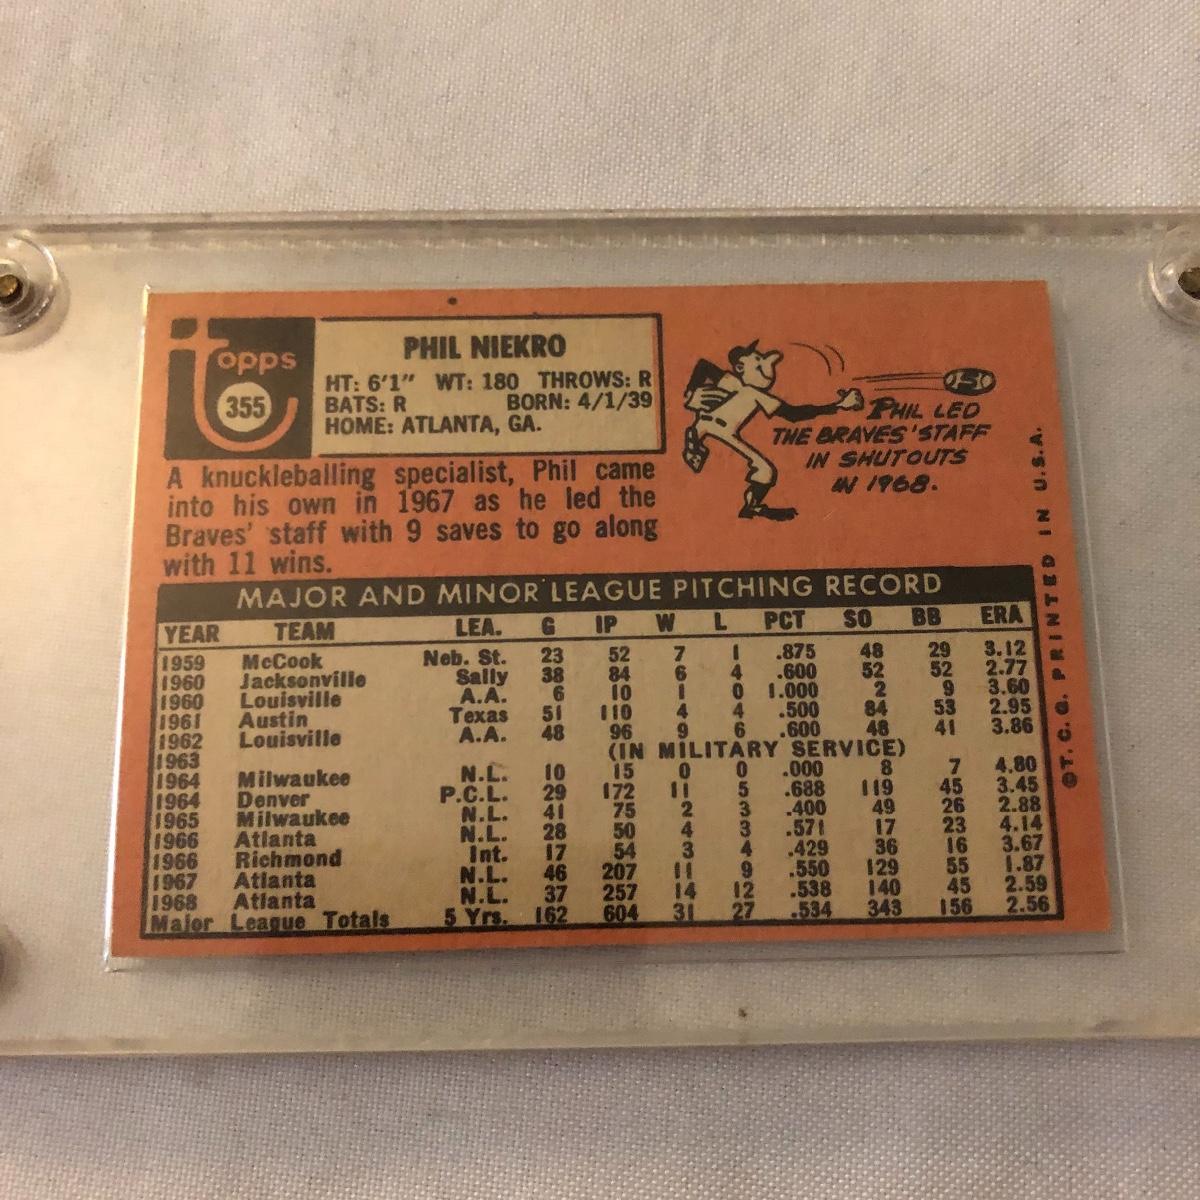 Topps
355
PHIL NIEKRO
HT: 6'1" WT: 180 THROWS: R
BATS: R BORN: 4/1/39
HOME: ATLANTA, GA.
A knuckleballing specialist, Phil came
into his own in 1967 as he led the
Braves' staff with 9 saves to go along
with 11 wins.
PHIL LED
THE BRAVES' STAFF
IN SHUTOUTS
IN 1968.
MAJOR AND MINOR LEAGUE PITCHING RECORD
YEAR TEAM LEA. G IP W L PCT SO BB ERA
1959 McCook Neb. St. 23 52 7 1 .875 48 29 3.12
1960 Jacksonville Sally 38 84 6 4 .600 52 52 2.77
1960 Louisville A.A. 6 10 1 0 1.000 2 9 3.60
1961 Austin Texas 51 110 4 4 .500 84 53 2.95
1962 Louisville A.A. 48 96 9 6 .600 48 41 3.86
1963 (IN MILITARY SERVICE)
1964 Milwaukee N.L. 10 15 0 0 .000 8 7 4.80
1964 Denver P.C.L. 29 172 11 5 .688 119 45 3.45
1965 Milwaukee N.L. 41 75 2 3 .400 49 26 2.88
1966 Atlanta N.L. 28 50 4 3 .571 17 23 4.14
1966 Richmond Int. 17 54 3 4 .429 36 16 3.67
1967 Atlanta N.L. 46 207 11 9 .550 129 55 1.87
1968 Atlanta N.L. 37 257 14 12 .538 140 45 2.59
Major League Totals 5 Yrs. 162 604 31 27 .534 343 156 2.56
©T.C.G. PRINTED IN U.S.A.